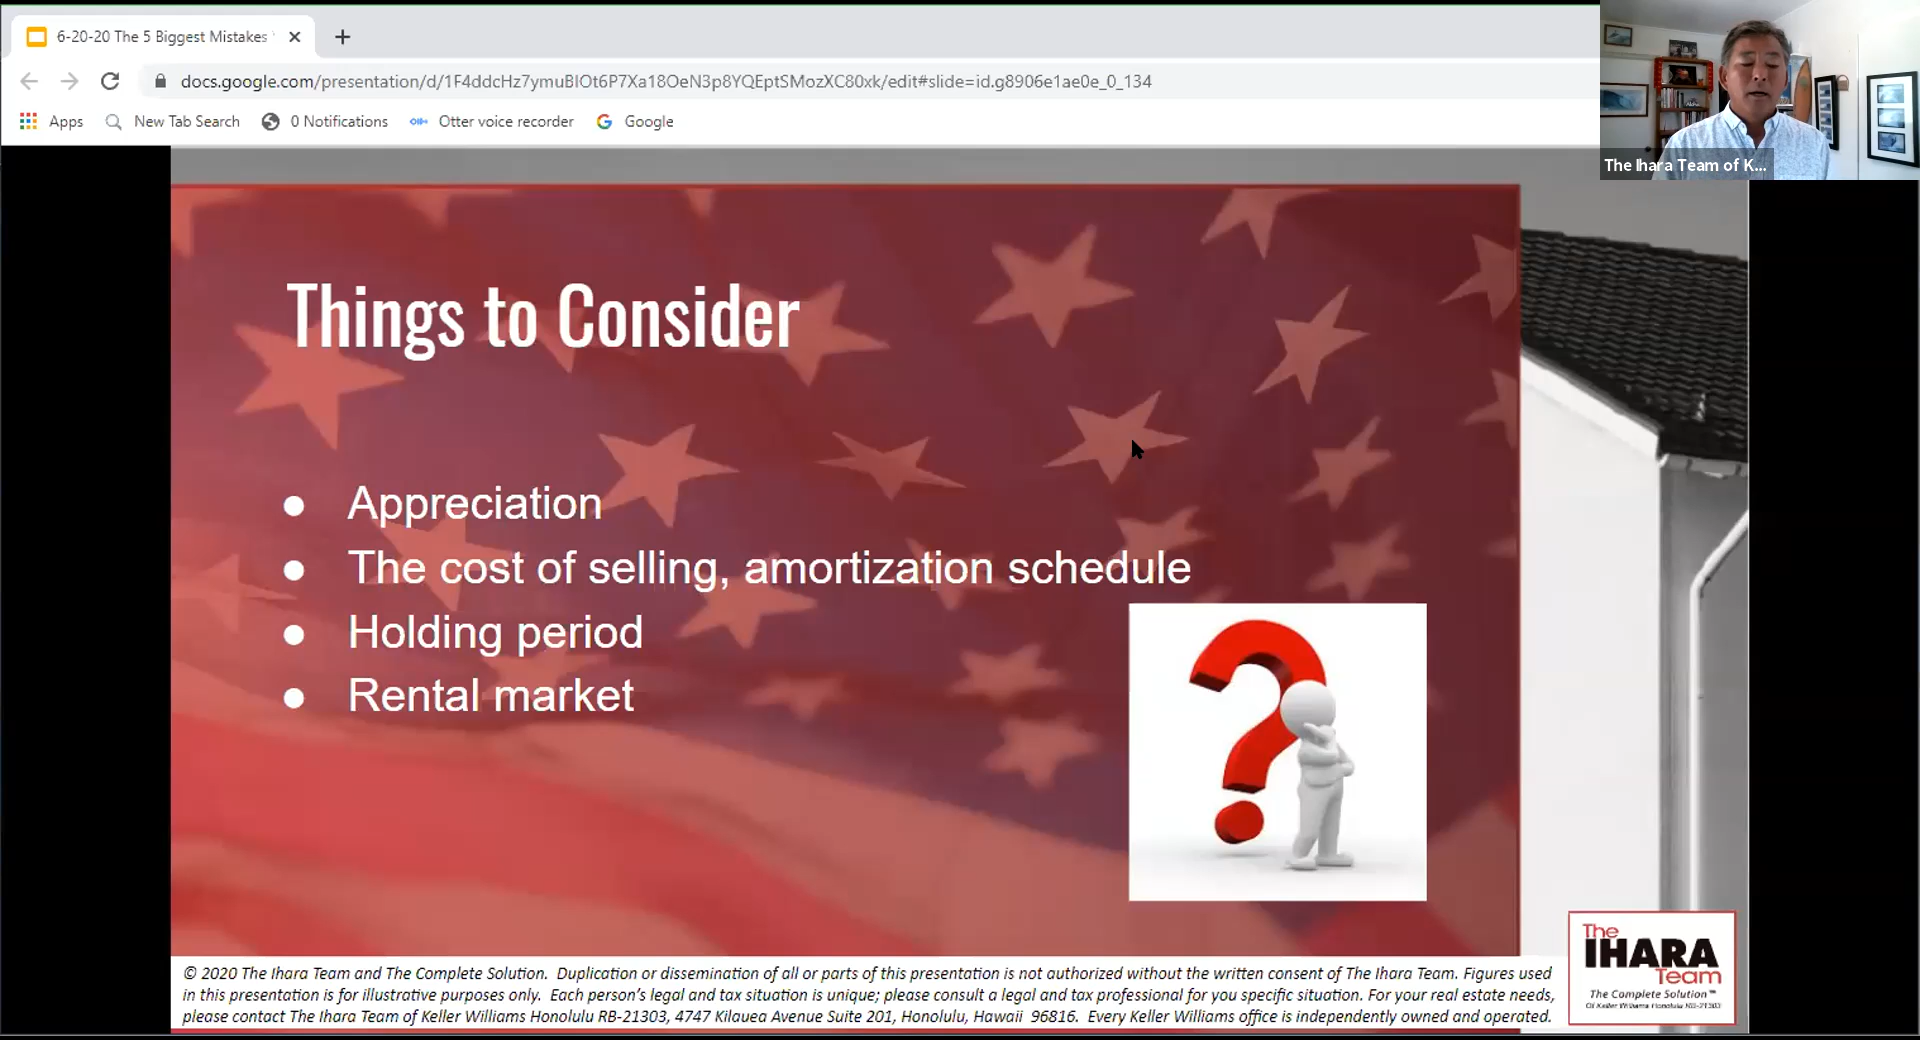 6-20-20 The 5 Biggest Mistakes
docs.google.com/presentation/d/1F4ddcHz7ymuBIOt6P7Xa18OeN3p8YQEptSMozXC80xk/edit#slide=id.g8906e1ae0e_0_134
Apps New Tab Search 0 Notifications Otter voice recorder Google
The Ihara Team of K...
Things to Consider
● Appreciation
● The cost of selling, amortization schedule
● Holding period
● Rental market
© 2020 The Ihara Team and The Complete Solution. Duplication or dissemination of all or parts of this presentation is not authorized without the written consent of The Ihara Team. Figures used
in this presentation is for illustrative purposes only. Each person's legal and tax situation is unique; please consult a legal and tax professional for you specific situation. For your real estate needs,
please contact The Ihara Team of Keller Williams Honolulu RB-21303, 4747 Kilauea Avenue Suite 201, Honolulu, Hawaii 96816. Every Keller Williams office is independently owned and operated.
The
IHARA
Team
The Complete Solution™
Of Keller Williams Honolulu RB-21303